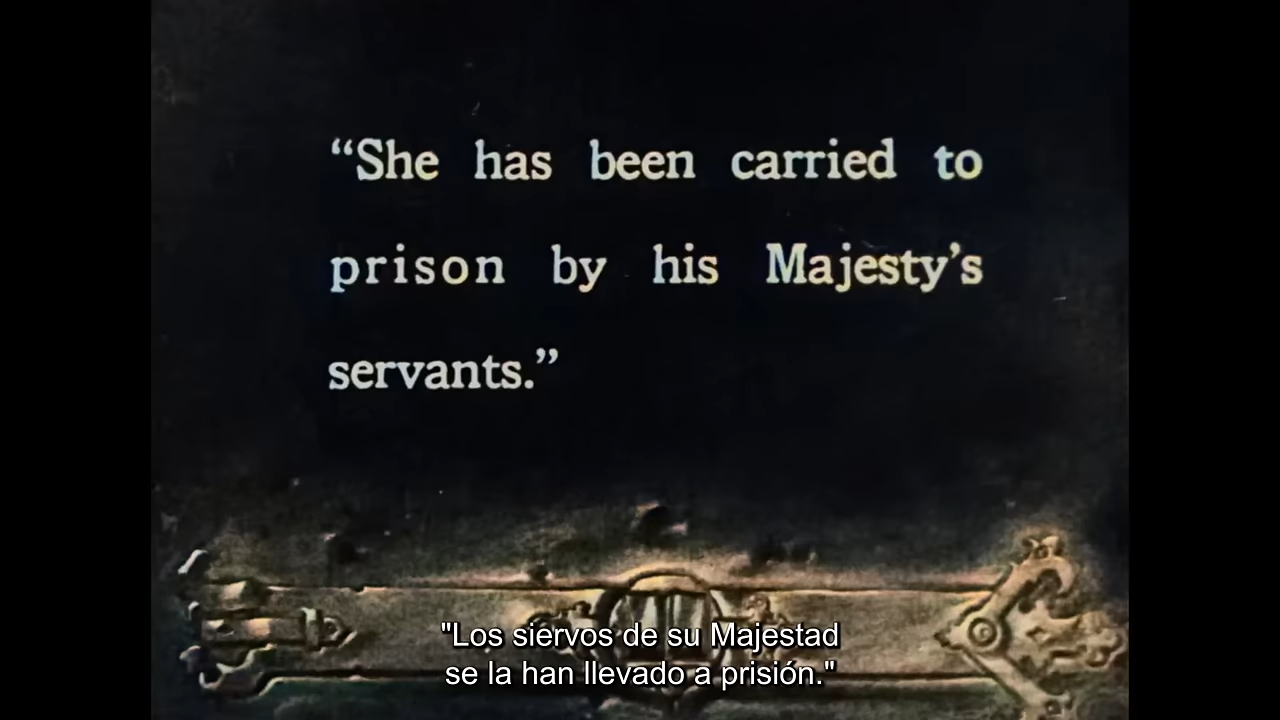 “She has been carried to
prison by his Majesty’s
servants.”
"Los siervos de su Majestad
se la han llevado a prisión."